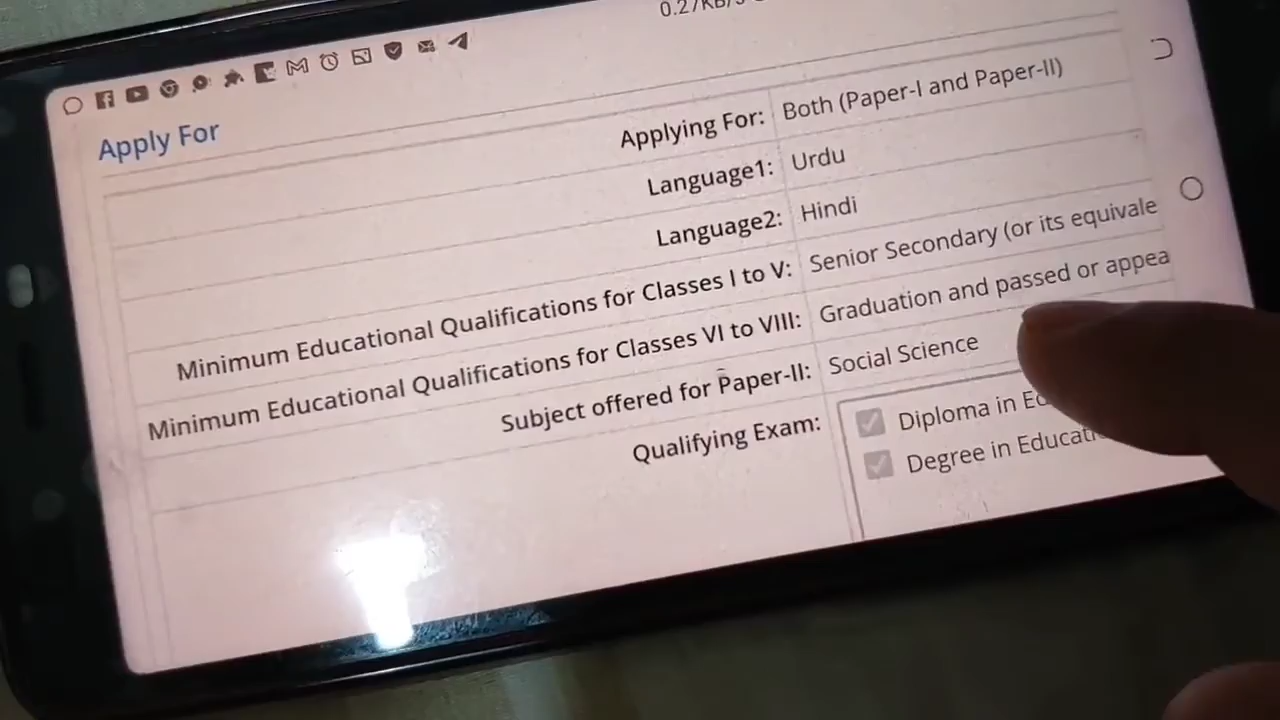 Apply For
Applying For: Both (Paper-I and Paper-II)
Language1: Urdu
Language2: Hindi
Minimum Educational Qualifications for Classes I to V: Senior Secondary (or its equivale
Minimum Educational Qualifications for Classes VI to VIII: Graduation and passed or appea
Subject offered for Paper-II: Social Science
Qualifying Exam: Diploma in
Degree in